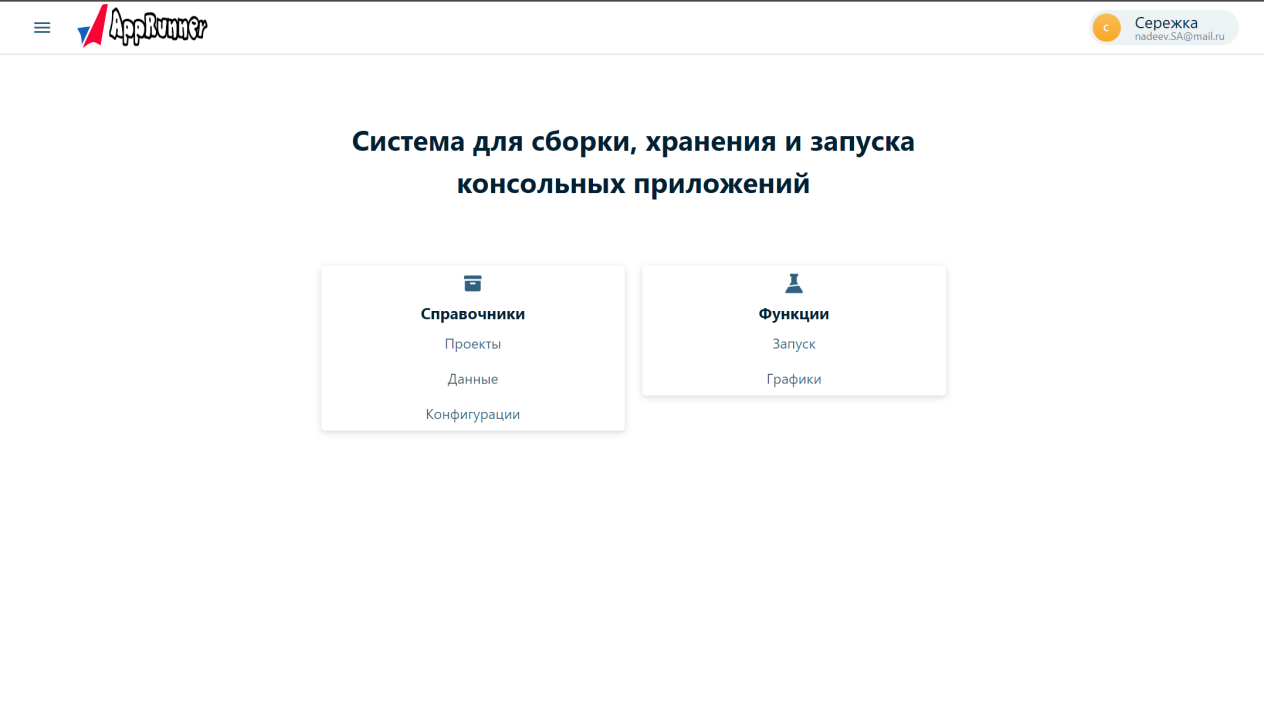 AppRunner
с
Сережка
nadeev.SA@mail.ru
Система для сборки, хранения и запуска
консольных приложений
Справочники
Проекты
Данные
Конфигурации
Функции
Запуск
Графики